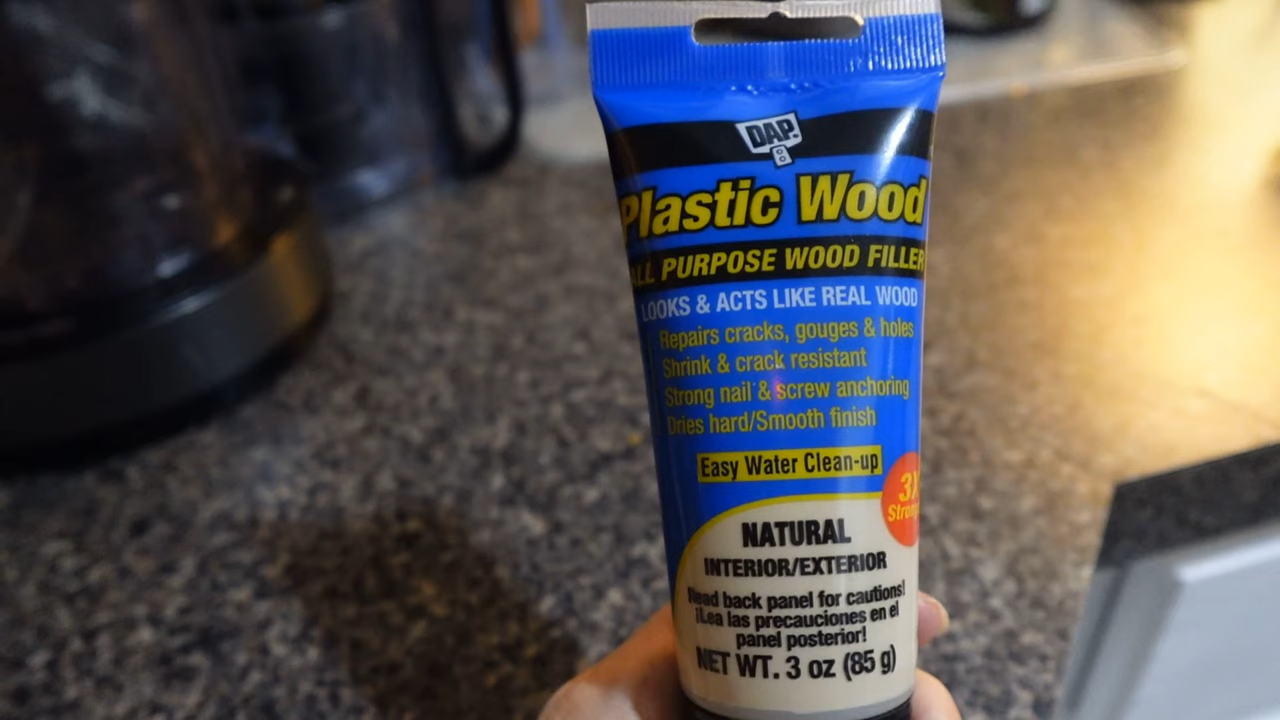 DAP.
Plastic Wood
ALL PURPOSE WOOD FILLER
LOOKS & ACTS LIKE REAL WOOD
Repairs cracks, gouges & holes
Shrink & crack resistant
Strong nail & screw anchoring
Dries hard/Smooth finish
Easy Water Clean-up
3X
NATURAL
INTERIOR/EXTERIOR
Read back panel for cautions!
¡Lea las precauciones en el
panel posterior!
NET WT. 3 oz (85 g)